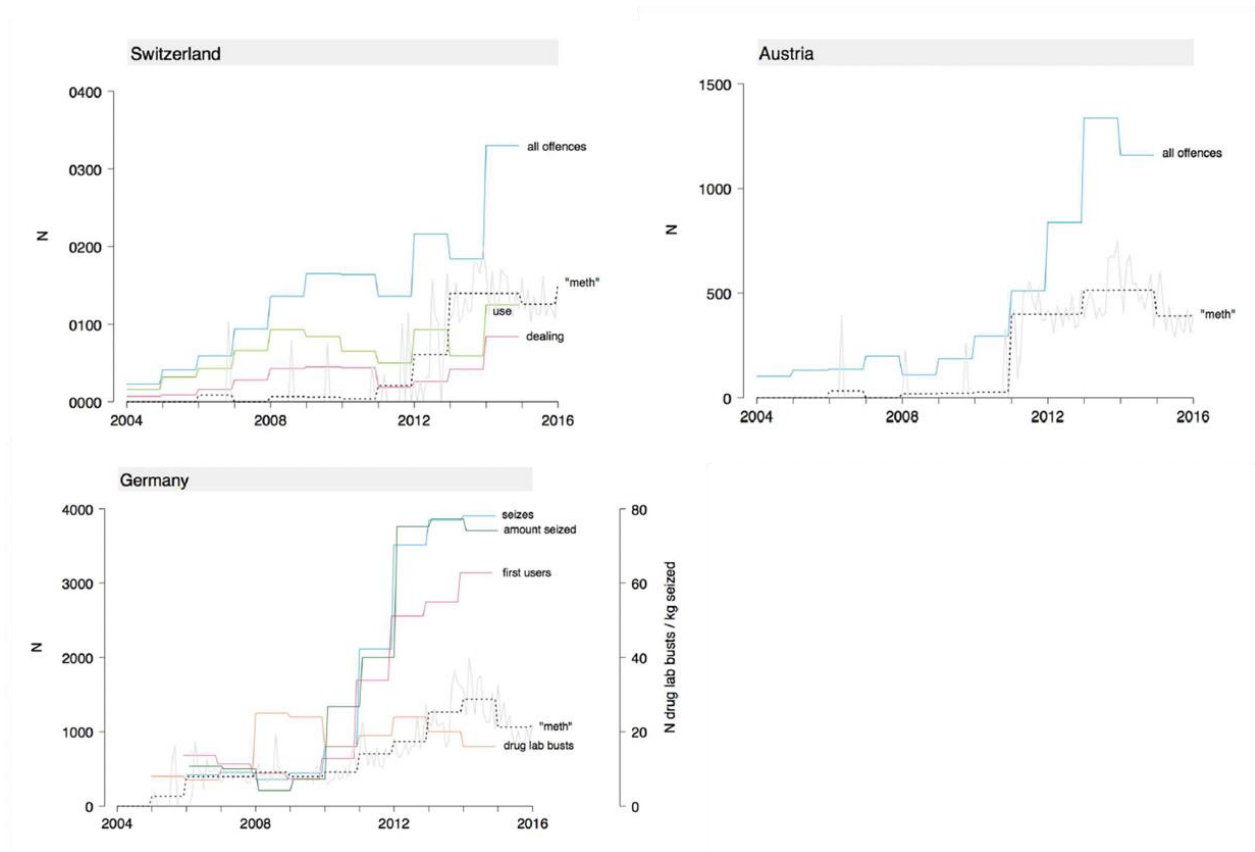 Switzerland
0400
0300
0200
0100
0000
N
all offences
"meth"
use
dealing
2004 2008 2012 2016
Austria
1500
1000
500
0
N
all offences
"meth"
2004 2008 2012 2016
Germany
4000
3000
2000
1000
0
N
seizes
amount seized
first users
"meth"
drug lab busts
80
60
40
20
0
N drug lab busts / kg seized
2004 2008 2012 2016